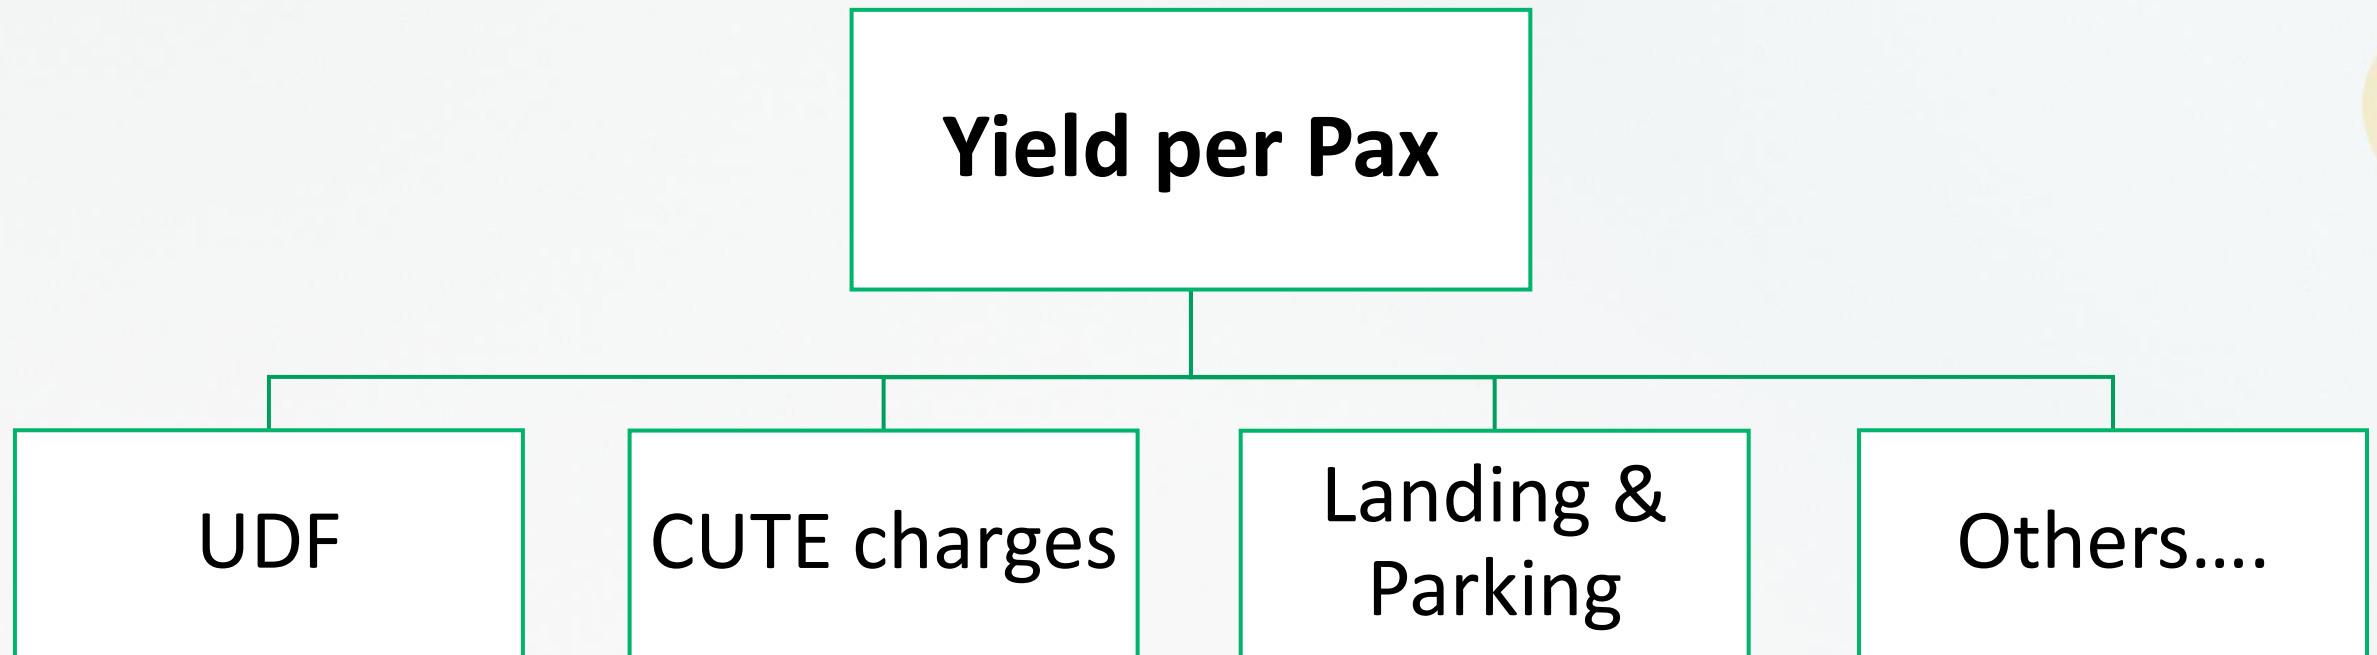 Yield per Pax
UDF
CUTE charges
Landing &
Parking
Others....